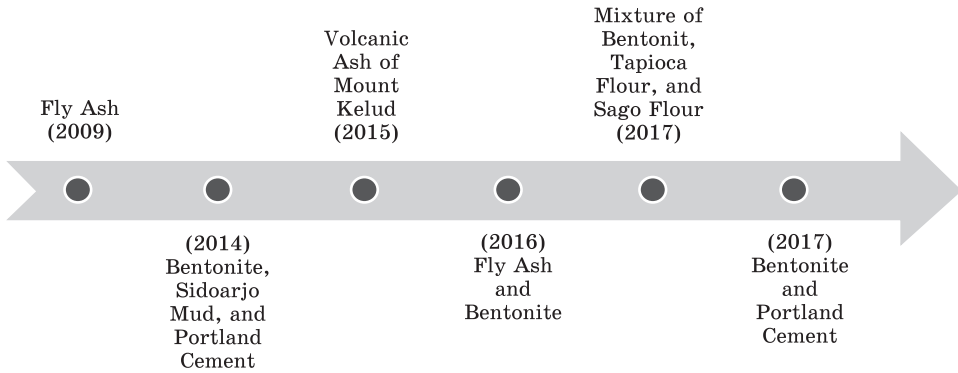 Fly Ash
(2009)
(2014)
Bentonite,
Sidoarjo
Mud, and
Portland
Cement
Volcanic
Ash of
Mount
Kelud
(2015)
(2016)
Fly Ash
and
Bentonite
Mixture of
Bentonit,
Tapioca
Flour, and
Sago Flour
(2017)
(2017)
Bentonite
and
Portland
Cement